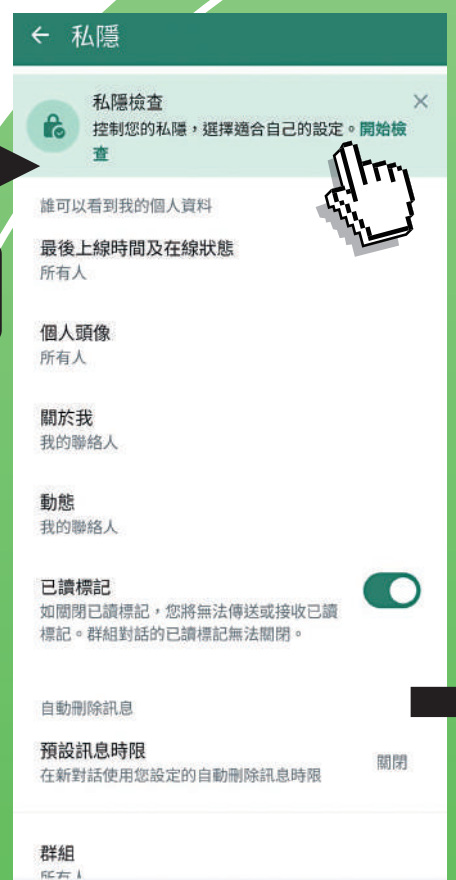 私隱
私隱檢查
控制您的私隱，選擇適合自己的設定。開始檢
查
誰可以看到我的個人資料
最後上線時間及在線狀態
所有人
個人頭像
所有人
關於我
我的聯絡人
動態
我的聯絡人
已讀標記
如關閉已讀標記，您將無法傳送或接收已讀
標記。群組對話的已讀標記無法關閉。
自動刪除訊息
預設訊息時限
關閉
在新對話使用您設定的自動刪除訊息時限
群組
所有人